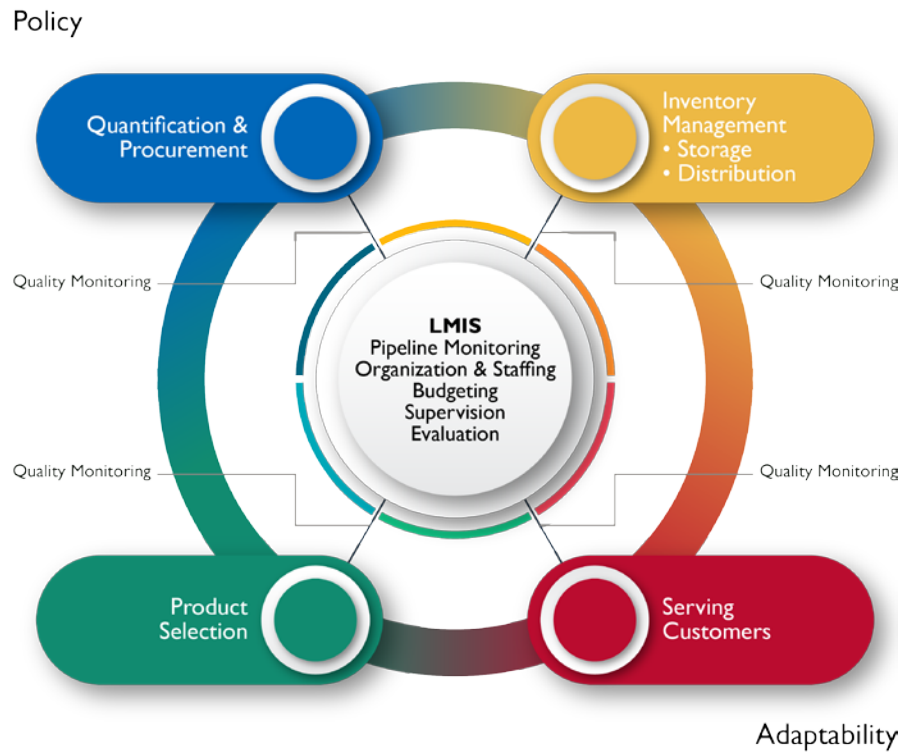 Policy
Quantification &
Procurement
Inventory
Management
• Storage
• Distribution
Quality Monitoring
Quality Monitoring
LMIS
Pipeline Monitoring
Organization & Staffing
Budgeting
Supervision
Evaluation
Quality Monitoring
Quality Monitoring
Product
Selection
Serving
Customers
Adaptability